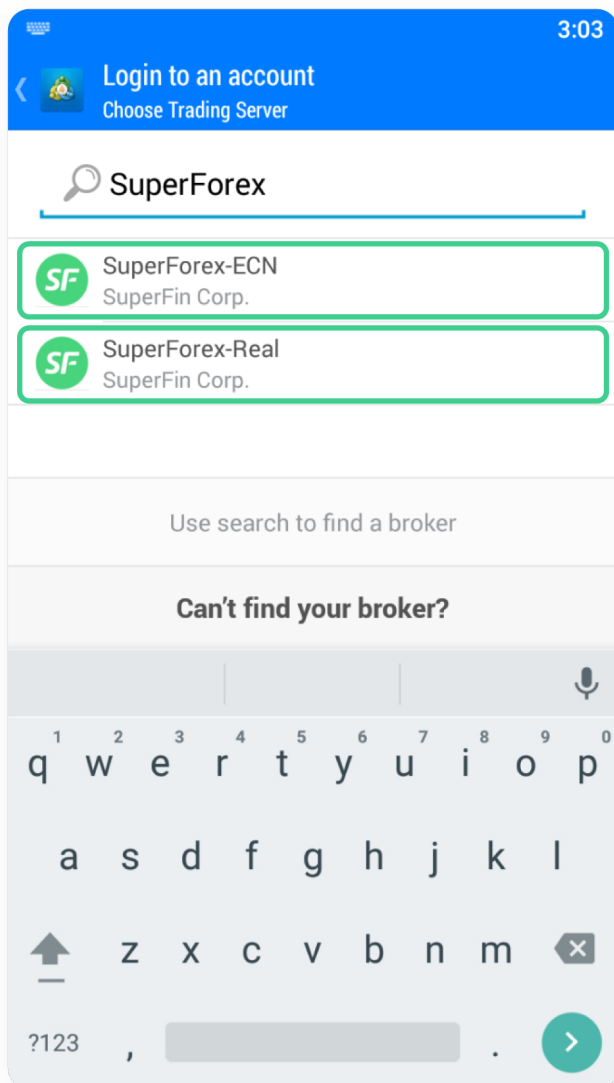 3:03
Login to an account
Choose Trading Server
SuperForex
SF SuperForex-ECN
SuperFin Corp.
SF SuperForex-Real
SuperFin Corp.
Use search to find a broker
Can't find your broker?
1 2 3 4 5 6 7 8 9 0
q w e r t y u i o p
a s d f g h j k l
z x c v b n m
?123 , .